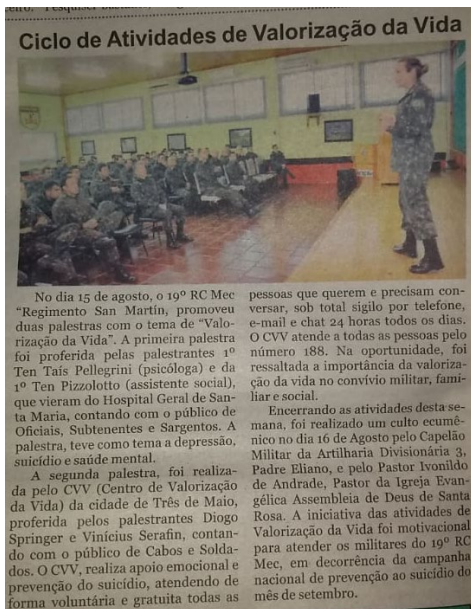 Ciclo de Atividades de Valorização da Vida
No dia 15 de agosto, o 19º RC Mec
"Regimento San Martin, promoveu
duas palestras com o tema de "Valo-
rização da Vida". A primeira palestra
foi proferida pelas palestrantes 1º
Ten Taís Pellegrini (psicóloga) e da
1º Ten Pizzolotto (assistente social),
que vieram do Hospital Geral de San-
ta Maria, contando com o público de
Oficiais, Subtenentes e Sargentos. A
palestra, teve como tema a depressão,
suicídio e saúde mental.
A segunda palestra, foi realiza-
da pelo CVV (Centro de Valorização
da Vida) da cidade de Três de Maio,
proferida pelos palestrantes Diogo
Springer e Vinícius Serafin, contan-
do com o público de Cabos e Solda-
dos. O CVV, realiza apoio emocional e
prevenção do suicídio, atendendo de
forma voluntária e gratuita todas as
pessoas que querem e precisam con-
versar, sob total sigilo por telefone,
e-mail e chat 24 horas todos os dias.
O CVV atende a todas as pessoas pelo
número 188. Na oportunidade, foi
ressaltada a importância da valoriza-
ção da vida no convívio militar, fami-
liar e social.
Encerrando as atividades desta se-
mana, foi realizado um culto ecumê-
nico no dia 16 de Agosto pelo Capelão
Militar da Artilharia Divisionária 3,
Padre Eliano, e pelo Pastor Ivonildo
de Andrade, Pastor da Igreja Evan-
gélica Assembleia de Deus de Santa
Rosa. A iniciativa das atividades de
Valorização da Vida foi motivacional
para atender os militares do 19º RC
Mec, em decorrência da campanha
nacional de prevenção ao suicídio do
mês de setembro.